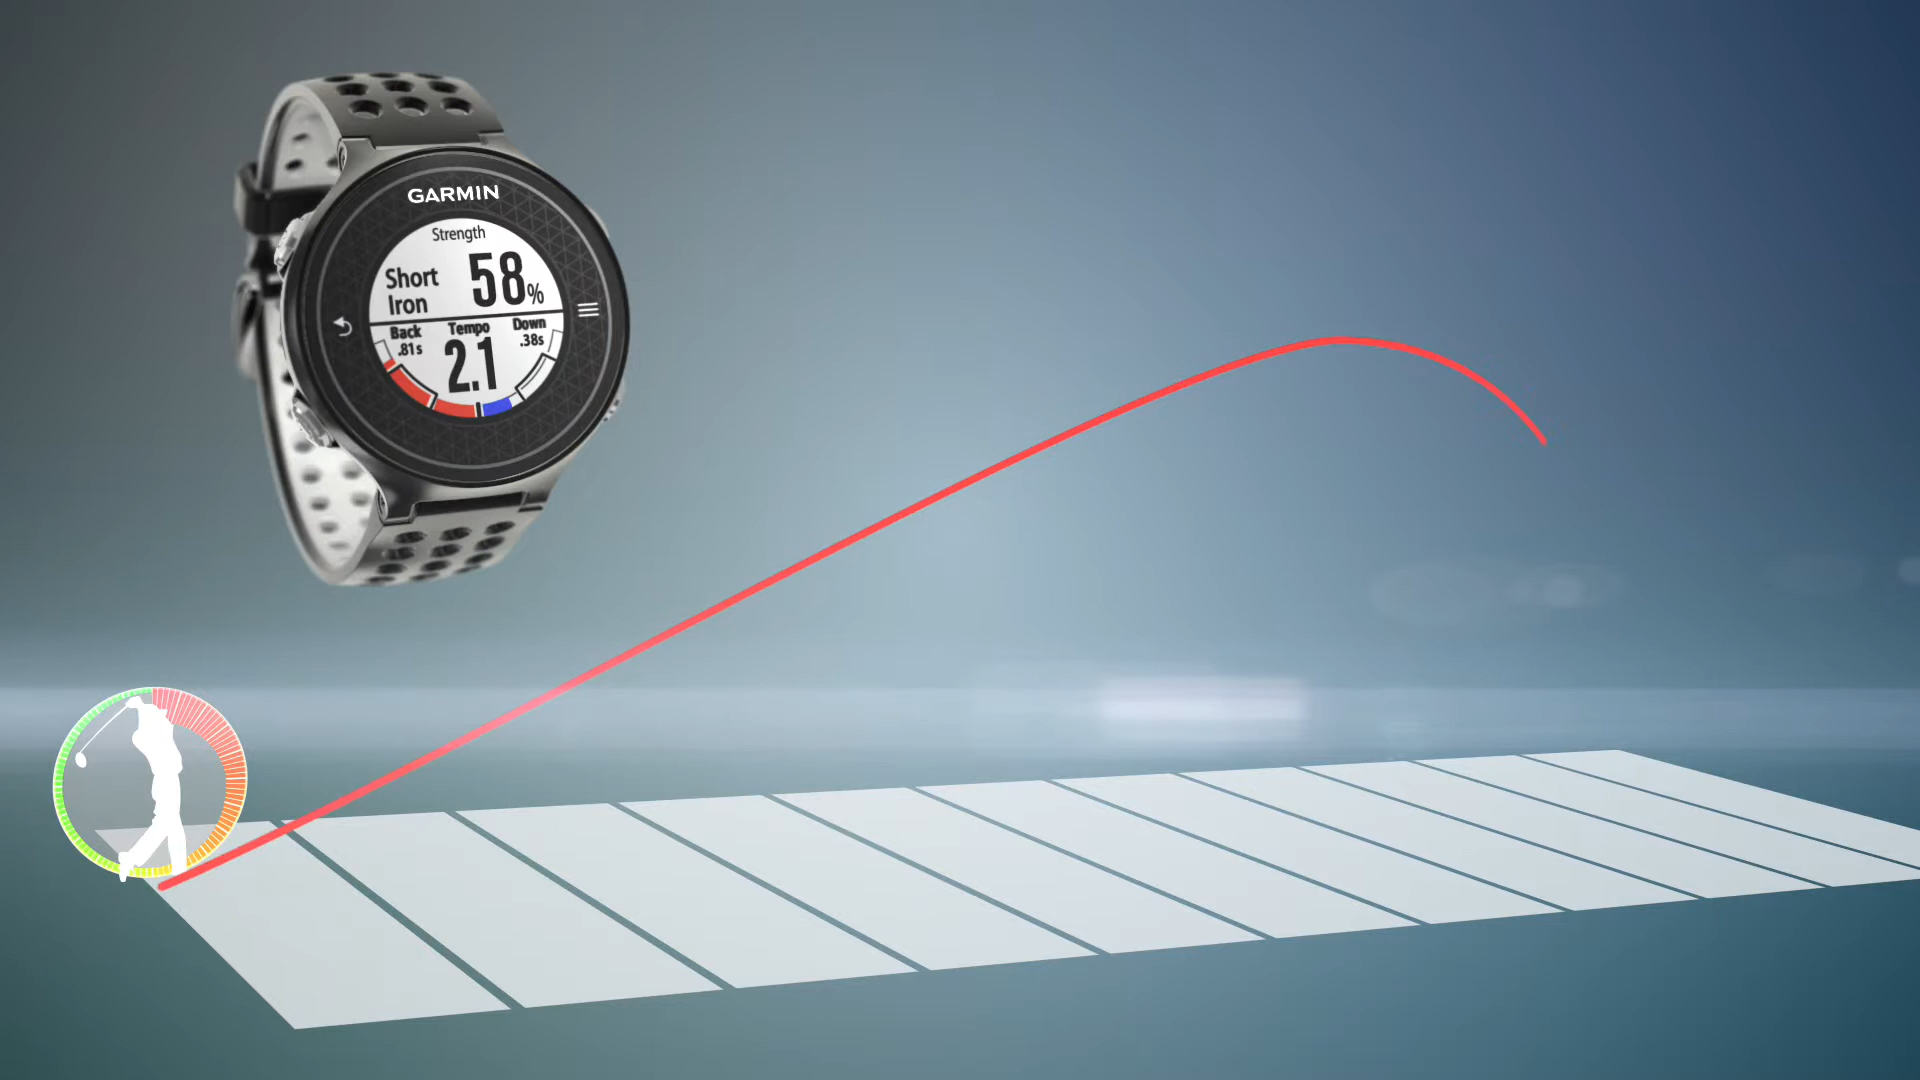 GARMIN
Strength
Short Iron 58%
Back Tempo Down
.81s 2.1 .38s